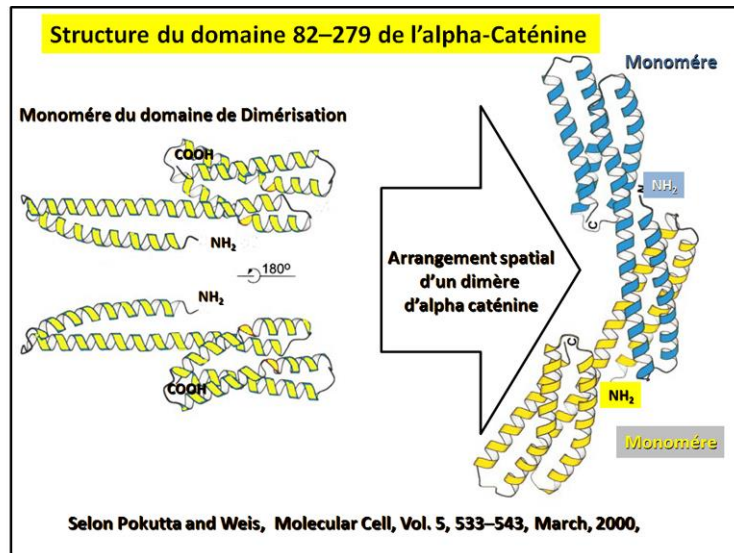 Structure du domaine 82–279 de l'alpha-Caténine
Monomére
Monomére du domaine de Dimérisation
COOH
NH2
180º
NH2
COOH
Arrangement spatial
d'un dimère
d'alpha caténine
N
NH2
C
C
NH2
Monomére
Selon Pokutta and Weis, Molecular Cell, Vol. 5, 533–543, March, 2000,